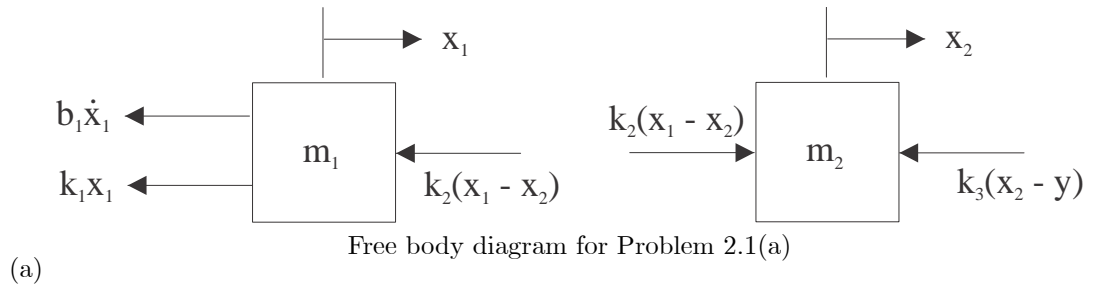 x₁
x₂
b₁ẋ₁
k₂(x₁ - x₂)
m₁
m₂
k₁x₁
k₂(x₁ - x₂)
k₃(x₂ - y)
Free body diagram for Problem 2.1(a)
(a)